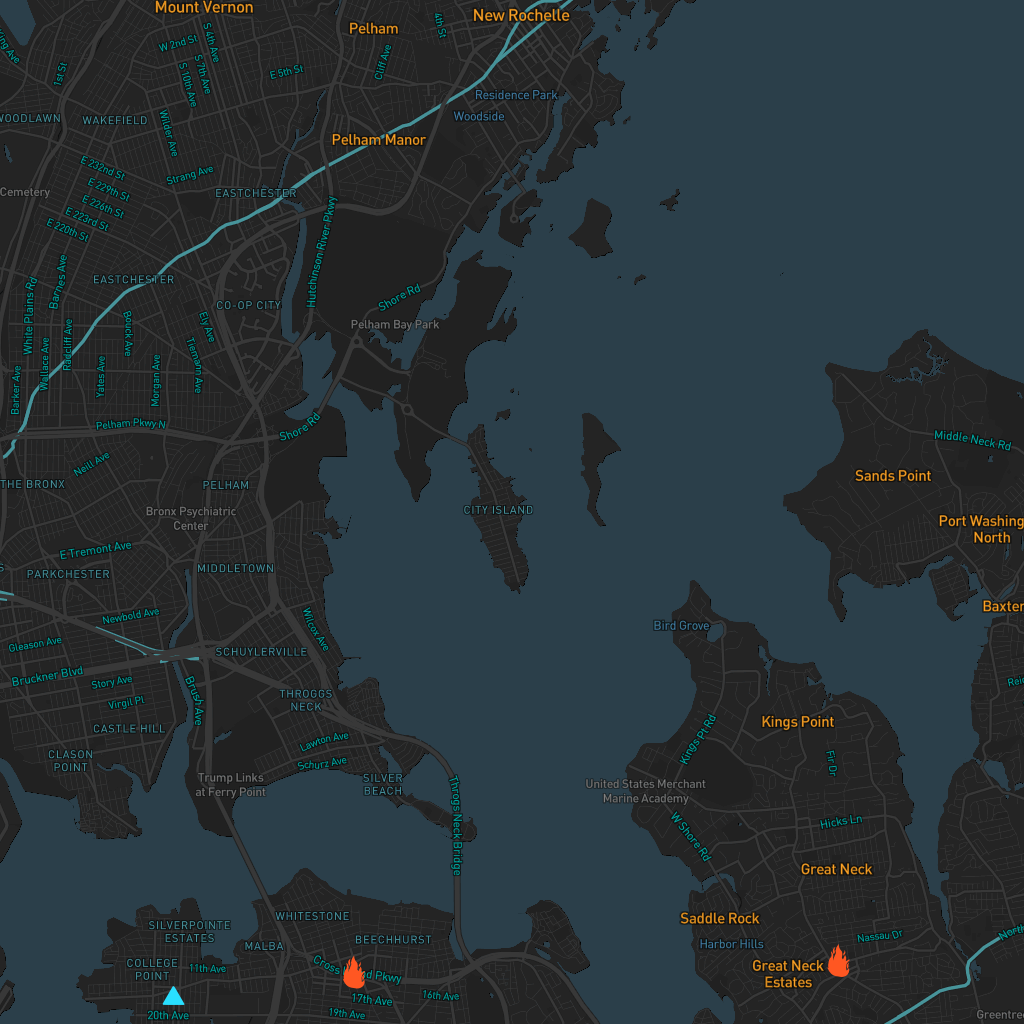 Mount Vernon
New Rochelle
Pelham
4th St
S 4th Ave
W 2nd St
Cliff Ave
1st St
S 7th Ave
E 5th St
S 10th Ave
Residence Park
Woodside
WOODLAWN
WAKEFIELD
Wilder Ave
Pelham Manor
E 232nd St
Strang Ave
E 229th St
Cemetery
EASTCHESTER
E 226th St
E 223rd St
E 220th St
Hutchinson River Pkwy
Barnes Ave
EASTCHESTER
Shore Rd
CO-OP CITY
White Plains Rd
Bouck Ave
Ely Ave
Pelham Bay Park
Radcliff Ave
Wallace Ave
Tiemann Ave
Yates Ave
Morgan Ave
Barker Ave
Pelham Pkwy N
Shore Rd
Middle Neck Rd
Neill Ave
Sands Point
THE BRONX
PELHAM
Bronx Psychiatric
Center
CITY ISLAND
Port Washing
North
E Tremont Ave
PARKCHESTER
MIDDLETOWN
Baxter
Newbold Ave
Wilcox Ave
Bird Grove
Gleason Ave
SCHUYLERVILLE
Bruckner Blvd
Story Ave
Brush Ave
THROGGS
NECK
Virgil Pl
Kings Point
CASTLE HILL
Kings Pt Rd
Lawton Ave
CLASON
POINT
Fir Dr
Schurz Ave
Trump Links
at Ferry Point
SILVER
BEACH
United States Merchant
Marine Academy
Throgs Neck Bridge
W Shore Rd
Hicks Ln
Great Neck
WHITESTONE
Saddle Rock
SILVERPOINTE
ESTATES
BEECHHURST
MALBA
Harbor Hills
Nassau Dr
COLLEGE
POINT
11th Ave
Great Neck
Estates
17th Ave
16th Ave
20th Ave
19th Ave